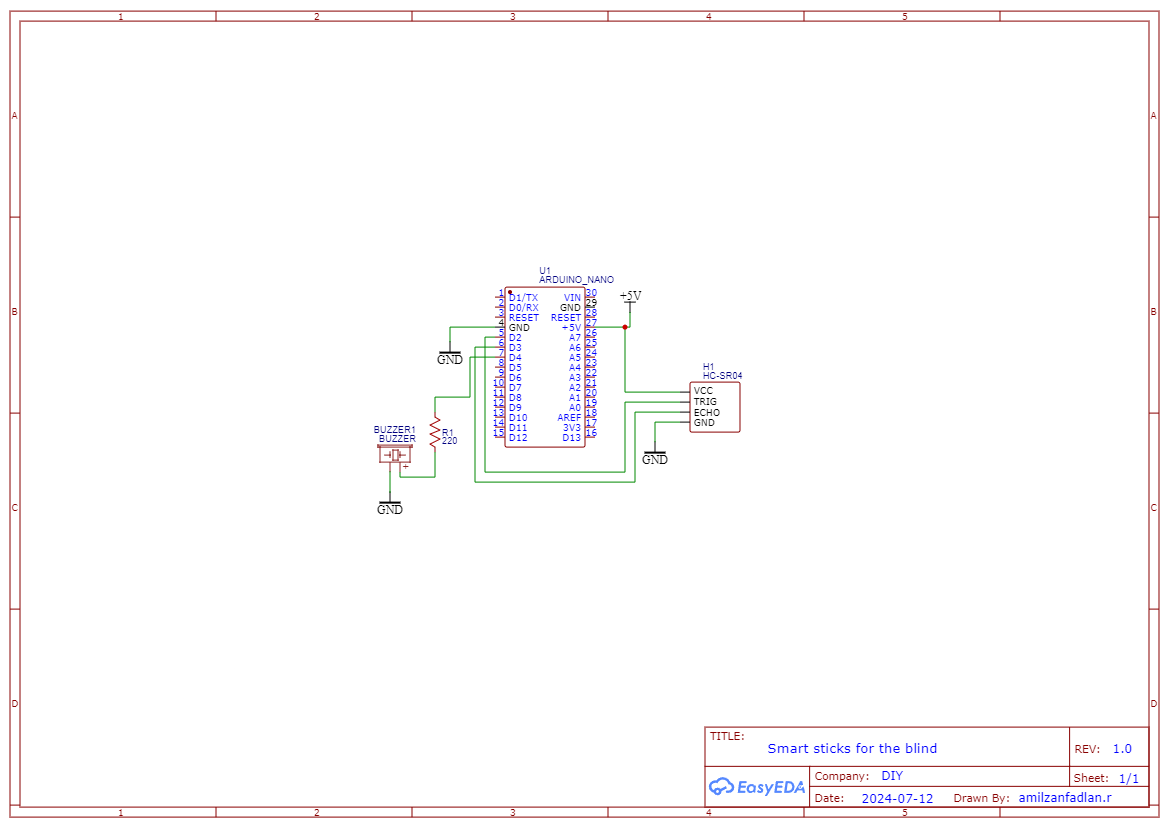 1 2 3 4 5
A A
B B
C C
D D
U1
ARDUINO_NANO
1 D1/TX VIN 30
2 D0/RX GND 29
3 RESET RESET 28
4 GND +5V 27
5 D2 A7 26
6 D3 A6 25
7 D4 A5 24
8 D5 A4 23
9 D6 A3 22
10 D7 A2 21
11 D8 A1 20
12 D9 A0 19
13 D10 AREF 18
14 D11 3V3 17
15 D12 D13 16
+5V
GND
H1
HC-SR04
VCC
TRIG
ECHO
GND
GND
BUZZER1
BUZZER
+
R1
220
GND
TITLE:
Smart sticks for the blind
REV: 1.0
EasyEDA
Company: DIY
Sheet: 1/1
Date: 2024-07-12 Drawn By: amilzanfadlan.r
1 2 3 4 5